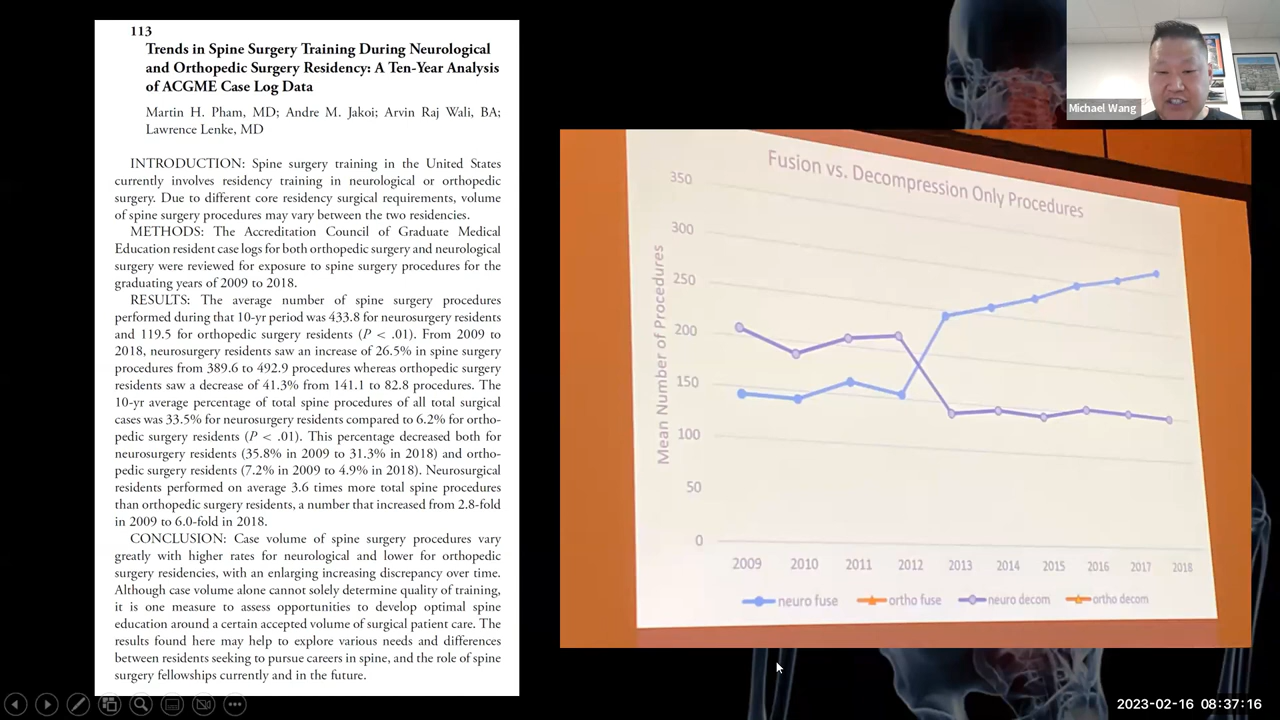 113
Trends in Spine Surgery Training During Neurological
and Orthopedic Surgery Residency: A Ten-Year Analysis
of ACGME Case Log Data
Martin H. Pham, MD; Andre M. Jakoi; Arvin Raj Wali, BA;
Lawrence Lenke, MD
INTRODUCTION: Spine surgery training in the United States
currently involves residency training in neurological or orthopedic
surgery. Due to different core residency surgical requirements, volume
of spine surgery procedures may vary between the two residencies.
METHODS: The Accreditation Council of Graduate Medical
Education resident case logs for both orthopedic surgery and neurological
surgery were reviewed for exposure to spine surgery procedures for the
graduating years of 2009 to 2018.
RESULTS: The average number of spine surgery procedures
performed during that 10-yr period was 433.8 for neurosurgery residents
and 119.5 for orthopedic surgery residents (P < .01). From 2009 to
2018, neurosurgery residents saw an increase of 26.5% in spine surgery
procedures from 389.6 to 492.9 procedures whereas orthopedic surgery
residents saw a decrease of 41.3% from 141.1 to 82.8 procedures. The
10-yr average percentage of total spine procedures of all total surgical
cases was 33.5% for neurosurgery residents compared to 6.2% for ortho-
pedic surgery residents (P < .01). This percentage decreased both for
neurosurgery residents (35.8% in 2009 to 31.3% in 2018) and ortho-
pedic surgery residents (7.2% in 2009 to 4.9% in 2018). Neurosurgical
residents performed on average 3.6 times more total spine procedures
than orthopedic surgery residents, a number that increased from 2.8-fold
in 2009 to 6.0-fold in 2018.
CONCLUSION: Case volume of spine surgery procedures vary
greatly with higher rates for neurological and lower for orthopedic
surgery residencies, with an enlarging increasing discrepancy over time.
Although case volume alone cannot solely determine quality of training,
it is one measure to assess opportunities to develop optimal spine
education around a certain accepted volume of surgical patient care. The
results found here may help to explore various needs and differences
between residents seeking to pursue careers in spine, and the role of spine
surgery fellowships currently and in the future.
Michael Wang
Fusion vs. Decompression Only Procedures
Mean Number of Procedures
350
300
250
200
150
100
50
0
2009 2010 2011 2012 2013 2014 2015 2016 2017 2018
neuro fuse ortho fuse neuro decom ortho decom
2023-02-16 08:37:16